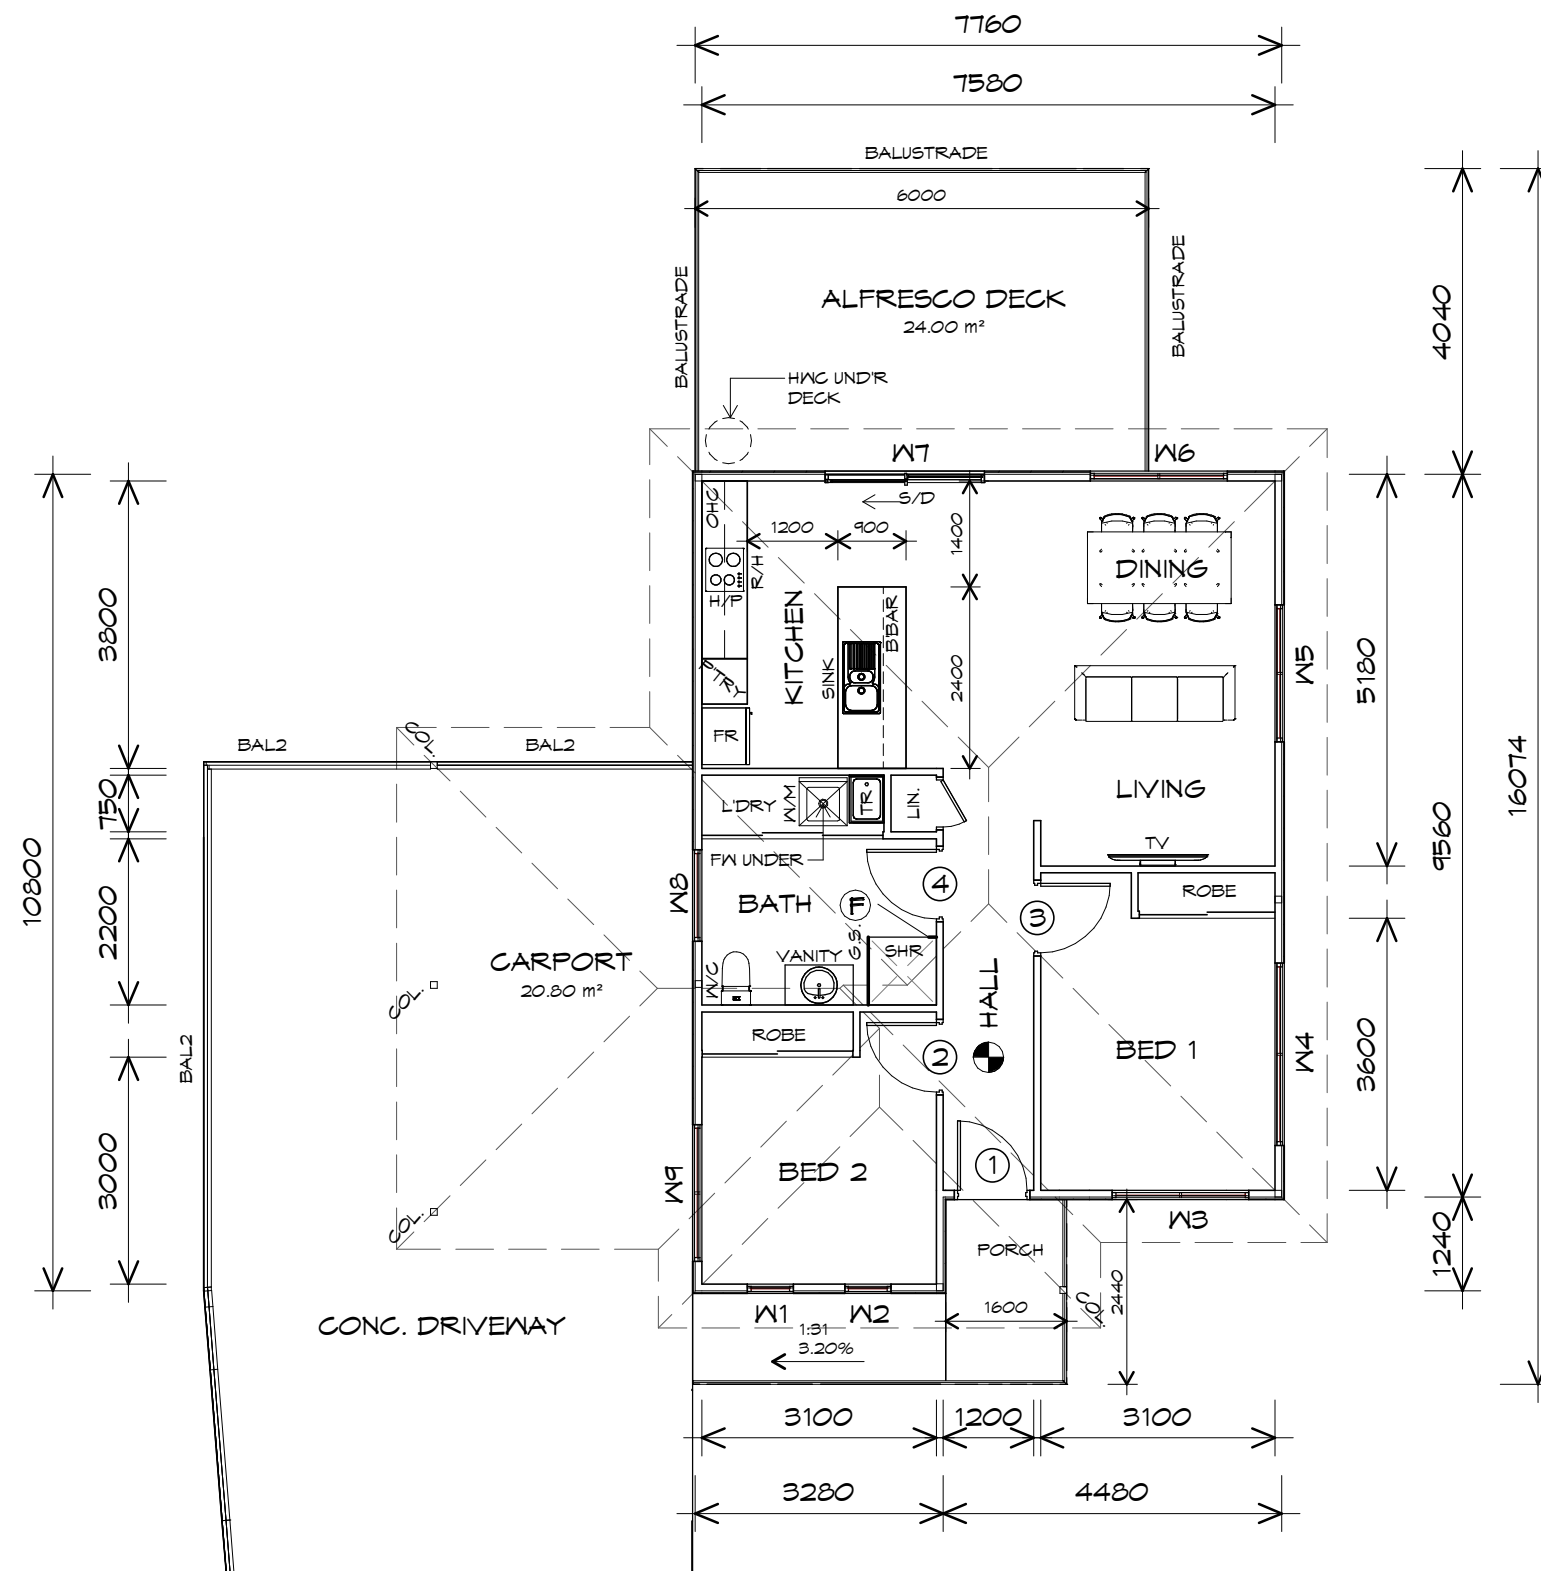 7760
7580
BALUSTRADE
6000
BALUSTRADE
BALUSTRADE
ALFRESCO DECK
24.00 m²
4040
HWC UND'R
DECK
W7
W6
OHC
S/D
1200
900
1400
R/H
H/P
DINING
KITCHEN
B'BAR
SINK
2400
P'TRY
FR
W5
3800
5180
16074
COL.
BAL2
BAL2
750
L'DRY
W/M
TR
LIN.
LIVING
TV
10800
9560
FW UNDER
W8
BATH
F
4
3
ROBE
2200
G.S.
SHR
CARPORT
20.80 m²
VANITY
W/C
COL.
HALL
ROBE
2
BED 1
W4
3600
BAL2
3000
W9
BED 2
1
COL.
W3
PORCH
1240
2440
COL.
1600
CONC. DRIVEWAY
W1
W2
1:31
3.20%
3100
1200
3100
3280
4480